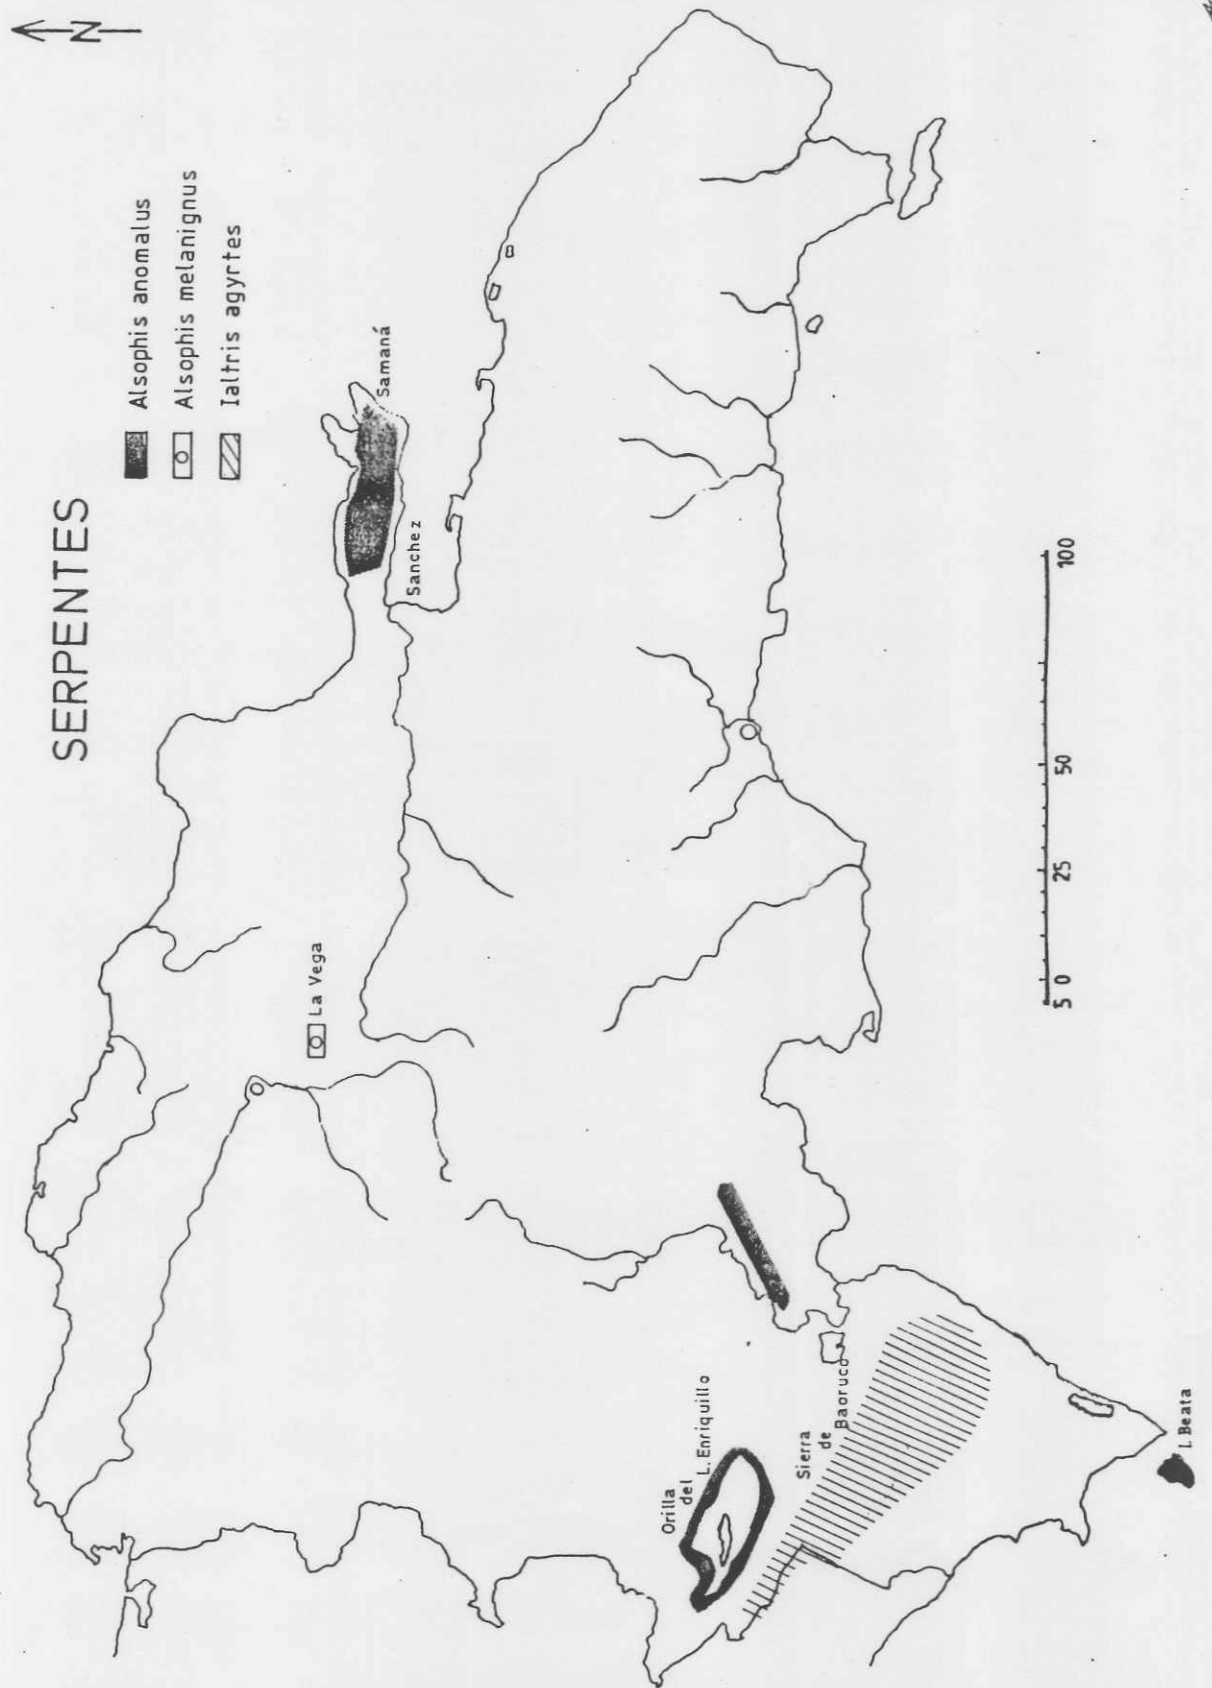 SERPENTES
N
Alsophis anomalus
Alsophis melanignus
Ialtris agyrtes
Samaná
Sanchez
La Vega
Orilla
del
L. Enriquillo
Sierra
de
Baoruco
I. Beata
5 0 25 50 100